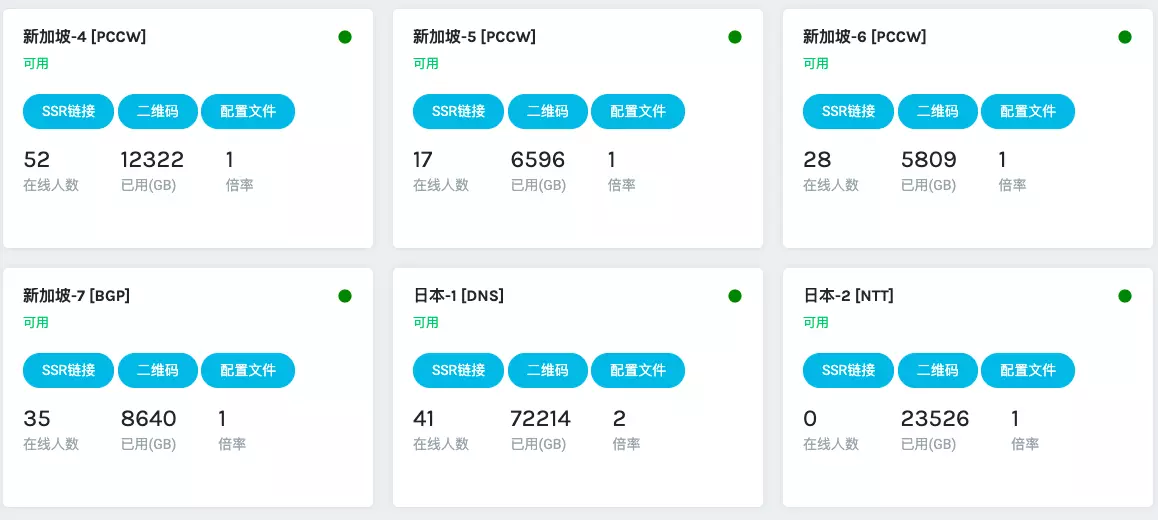 新加坡-4 [PCCW]
可用
SSR链接 二维码 配置文件
52 12322 1
在线人数 已用(GB) 倍率
新加坡-5 [PCCW]
可用
SSR链接 二维码 配置文件
17 6596 1
在线人数 已用(GB) 倍率
新加坡-6 [PCCW]
可用
SSR链接 二维码 配置文件
28 5809 1
在线人数 已用(GB) 倍率
新加坡-7 [BGP]
可用
SSR链接 二维码 配置文件
35 8640 1
在线人数 已用(GB) 倍率
日本-1 [DNS]
可用
SSR链接 二维码 配置文件
41 72214 2
在线人数 已用(GB) 倍率
日本-2 [NTT]
可用
SSR链接 二维码 配置文件
0 23526 1
在线人数 已用(GB) 倍率